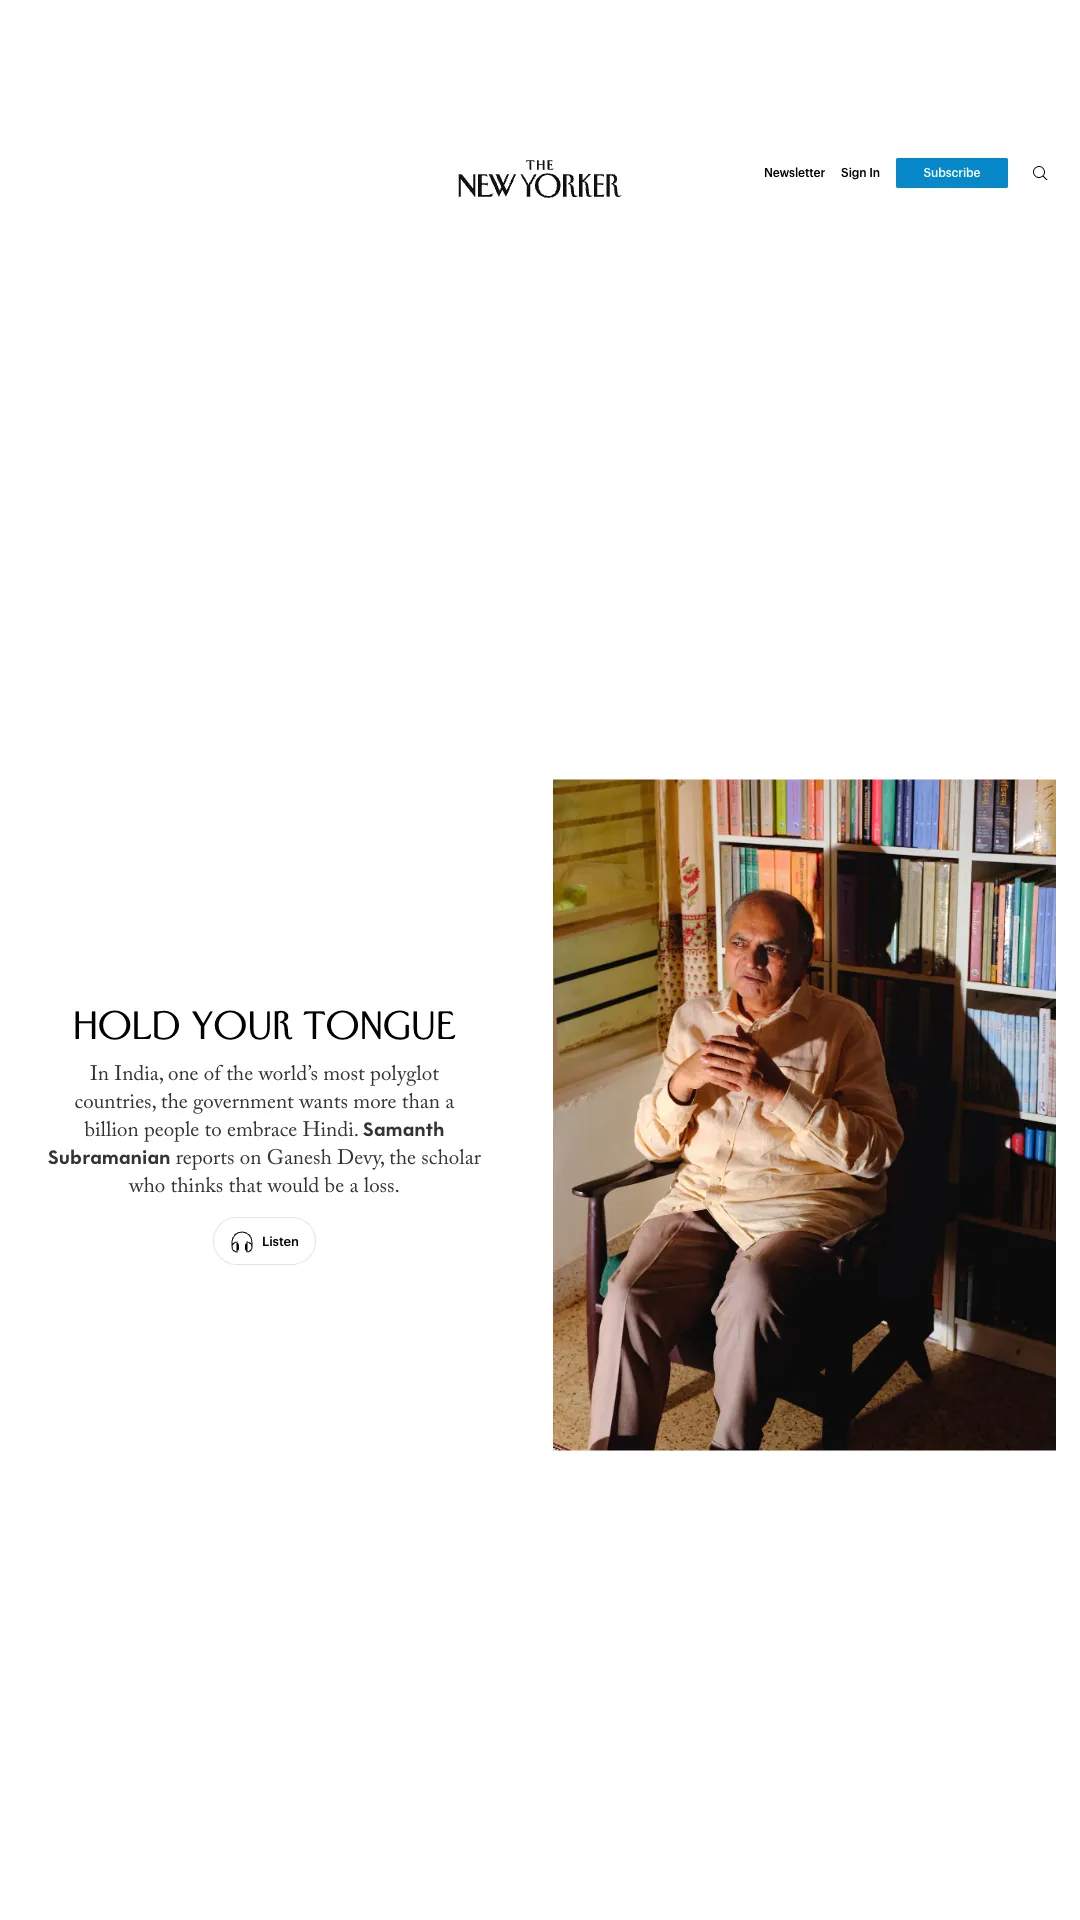 THE
NEW YORKER
Newsletter Sign In Subscribe
HOLD YOUR TONGUE
In India, one of the world’s most polyglot
countries, the government wants more than a
billion people to embrace Hindi. Samanth
Subramanian reports on Ganesh Devy, the scholar
who thinks that would be a loss.
Listen